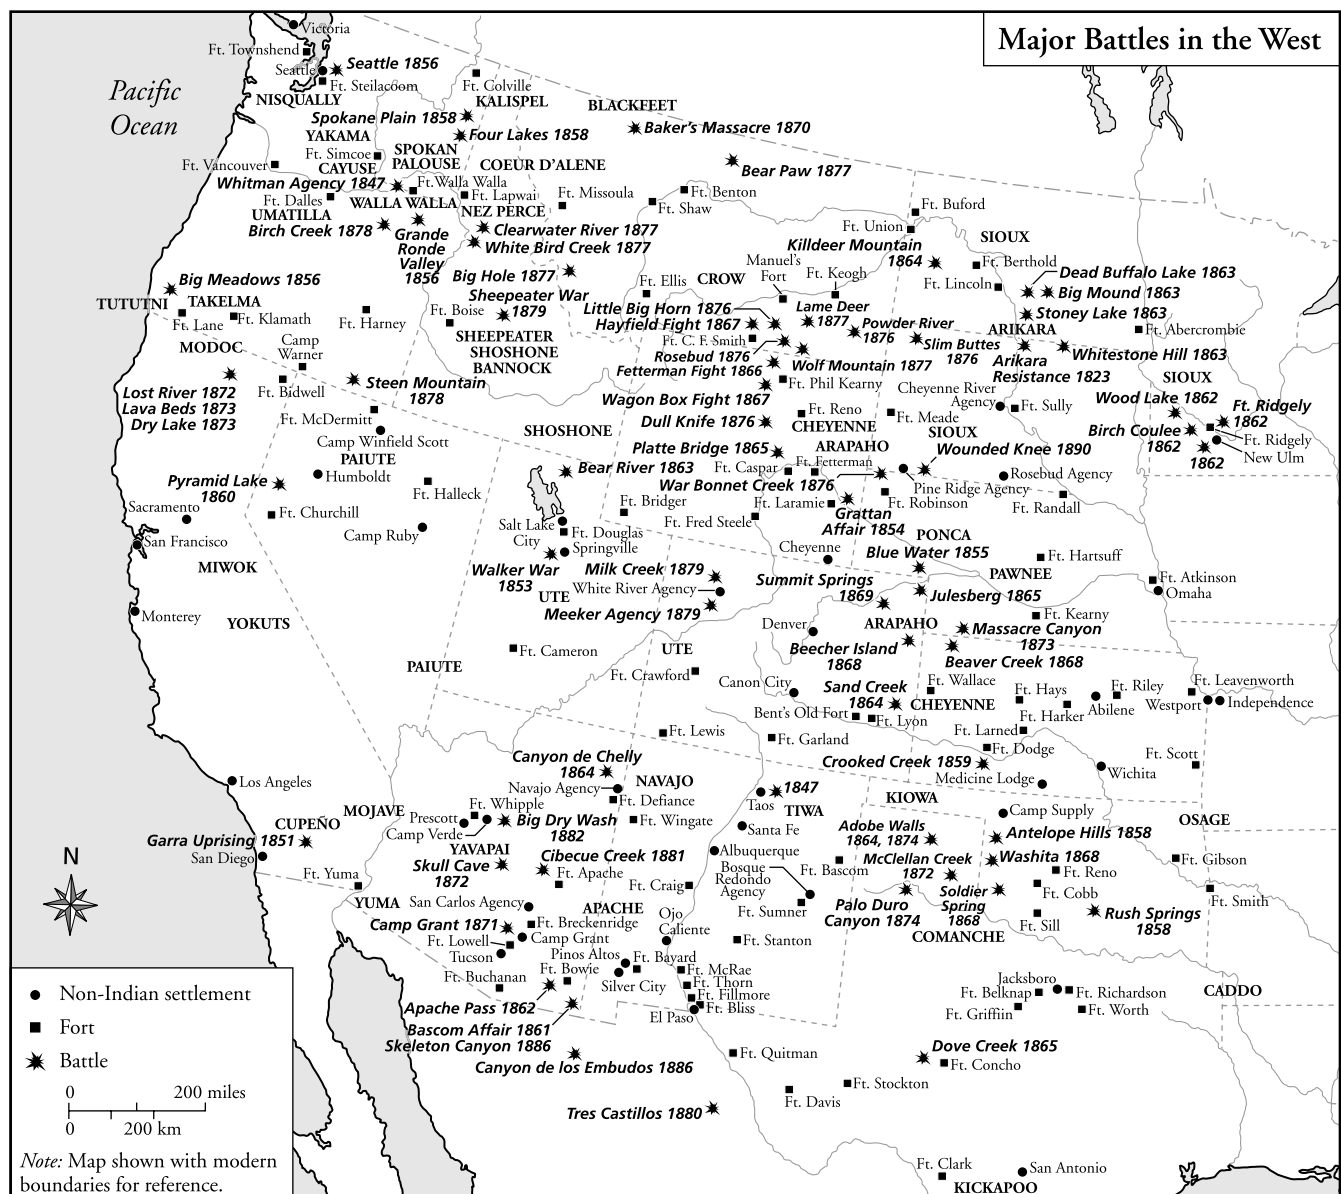 Major Battles in the West
Victoria
Ft. Townshend
Seattle
Seattle 1856
Ft. Steilacoom
NISQUALLY
Pacific
Ocean
Ft. Colville
KALISPEL
Spokane Plain 1858
Four Lakes 1858
YAKAMA
Ft. Simcoe
SPOKAN
PALOUSE
CAYUSE
COEUR D'ALENE
BLACKFEET
Baker's Massacre 1870
Bear Paw 1877
Ft. Vancouver
Whitman Agency 1847
Ft. Walla Walla
Ft. Dalles
WALLA WALLA
Ft. Lapwai
UMATILLA
NEZ PERCE
Birch Creek 1878
Grande
Ronde
Valley
1856
Clearwater River 1877
White Bird Creek 1877
Ft. Missoula
Ft. Benton
Ft. Shaw
Ft. Buford
Ft. Union
Killdeer Mountain
1864
SIOUX
Ft. Berthold
Ft. Lincoln
Dead Buffalo Lake 1863
Big Mound 1863
Stoney Lake 1863
ARIKARA
Ft. Abercrombie
Big Meadows 1856
TUTUTNI
TAKELMA
Ft. Lane
Ft. Klamath
MODOC
Ft. Harney
Camp
Warner
Ft. Bidwell
Big Hole 1877
Sheepeater War
1879
Ft. Boise
SHEEPEATER
SHOSHONE
BANNOCK
Ft. Ellis
CROW
Manuel's
Fort
Ft. Keogh
Little Big Horn 1876
Hayfield Fight 1867
Ft. C. F. Smith
Rosebud 1876
Fetterman Fight 1866
Lame Deer
1877
Powder River
1876
Slim Buttes
1876
Wolf Mountain 1877
Arikara
Resistance 1823
Whitestone Hill 1863
Lost River 1872
Lava Beds 1873
Dry Lake 1873
Steen Mountain
1878
Ft. McDermitt
Camp Winfield Scott
PAIUTE
Humboldt
Ft. Halleck
Pyramid Lake
1860
Sacramento
Ft. Churchill
Camp Ruby
San Francisco
MIWOK
Monterey
YOKUTS
Wagon Box Fight 1867
Ft. Phil Kearny
Dull Knife 1876
Ft. Reno
CHEYENNE
Platte Bridge 1865
ARAPAHO
Ft. Caspar
Ft. Fetterman
War Bonnet Creek 1876
Cheyenne River
Agency
Ft. Sully
Ft. Meade
SIOUX
Wounded Knee 1890
Pine Ridge Agency
Rosebud Agency
Ft. Robinson
Ft. Randall
SIOUX
Wood Lake 1862
Ft. Ridgely
1862
Birch Coulee
1862
Ft. Ridgely
New Ulm
1862
SHOSHONE
Bear River 1863
Ft. Bridger
Ft. Fred Steele
Ft. Laramie
Grattan
Affair 1854
Salt Lake
City
Ft. Douglas
Springville
Walker War
1853
UTE
Milk Creek 1879
White River Agency
Meeker Agency 1879
Cheyenne
PONCA
Blue Water 1855
Summit Springs
1869
Julesberg 1865
PAWNEE
Ft. Hartsuff
Ft. Atkinson
Omaha
Ft. Kearny
ARAPAHO
Massacre Canyon
1873
Denver
Beecher Island
1868
Beaver Creek 1868
PAIUTE
Ft. Cameron
UTE
Ft. Crawford
Canon City
Sand Creek
1864
Ft. Wallace
CHEYENNE
Bent's Old Fort
Ft. Lyon
Ft. Hays
Ft. Harker
Abilene
Ft. Riley
Westport
Ft. Leavenworth
Independence
Ft. Larned
Ft. Dodge
Ft. Lewis
Ft. Garland
Crooked Creek 1859
Medicine Lodge
Wichita
Ft. Scott
Los Angeles
MOJAVE
Canyon de Chelly
1864
Navajo Agency
NAVAJO
Ft. Defiance
Ft. Wingate
Prescott
Ft. Whipple
Camp Verde
Big Dry Wash
1882
1847
Taos
TIWA
Santa Fe
Albuquerque
KIOWA
Camp Supply
OSAGE
Adobe Walls
1864, 1874
Antelope Hills 1858
CUPEÑO
Garra Uprising 1851
San Diego
Ft. Yuma
YUMA
YAVAPAI
Skull Cave
1872
Cibecue Creek 1881
Ft. Apache
San Carlos Agency
Ft. Craig
Bosque
Redondo
Agency
Ft. Sumner
Ft. Bascom
McClellan Creek
1872
Washita 1868
Ft. Reno
Ft. Cobb
Soldier
Spring
1868
Palo Duro
Canyon 1874
Ft. Sill
Rush Springs
1858
Ft. Gibson
Ft. Smith
COMANCHE
APACHE
Camp Grant 1871
Ft. Breckenridge
Camp Grant
Ft. Lowell
Tucson
Ft. Buchanan
Ojo
Caliente
Ft. Stanton
Pinos Altos
Ft. Bayard
Ft. Bowie
Silver City
Ft. McRae
Ft. Thorn
Ft. Fillmore
Ft. Bliss
El Paso
Apache Pass 1862
Bascom Affair 1861
Skeleton Canyon 1886
Canyon de los Embudos 1886
Tres Castillos 1880
Ft. Quitman
Ft. Davis
Ft. Stockton
Dove Creek 1865
Ft. Concho
Jacksboro
Ft. Belknap
Ft. Richardson
Ft. Griffin
Ft. Worth
CADDO
Ft. Clark
San Antonio
KICKAPOO
N
Non-Indian settlement
Fort
Battle
0 200 miles
0 200 km
Note: Map shown with modern
boundaries for reference.